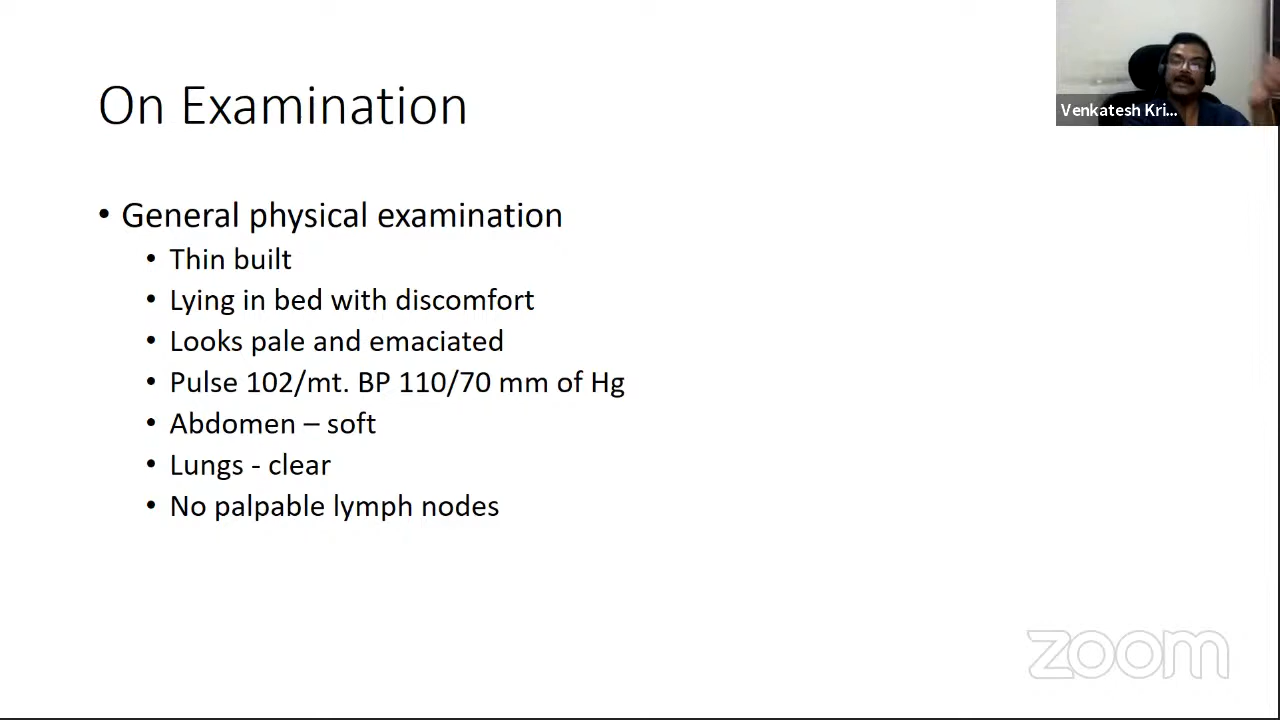 On Examination
Venkatesh Kri...
• General physical examination
• Thin built
• Lying in bed with discomfort
• Looks pale and emaciated
• Pulse 102/mt. BP 110/70 mm of Hg
• Abdomen – soft
• Lungs - clear
• No palpable lymph nodes
zoom